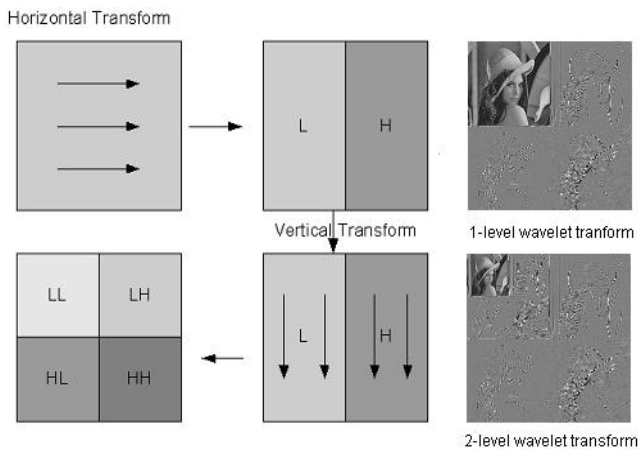 Horizontal Transform
L H
1-level wavelet tranform
Vertical Transform
LL LH
L H
HL HH
2-level wavelet transform